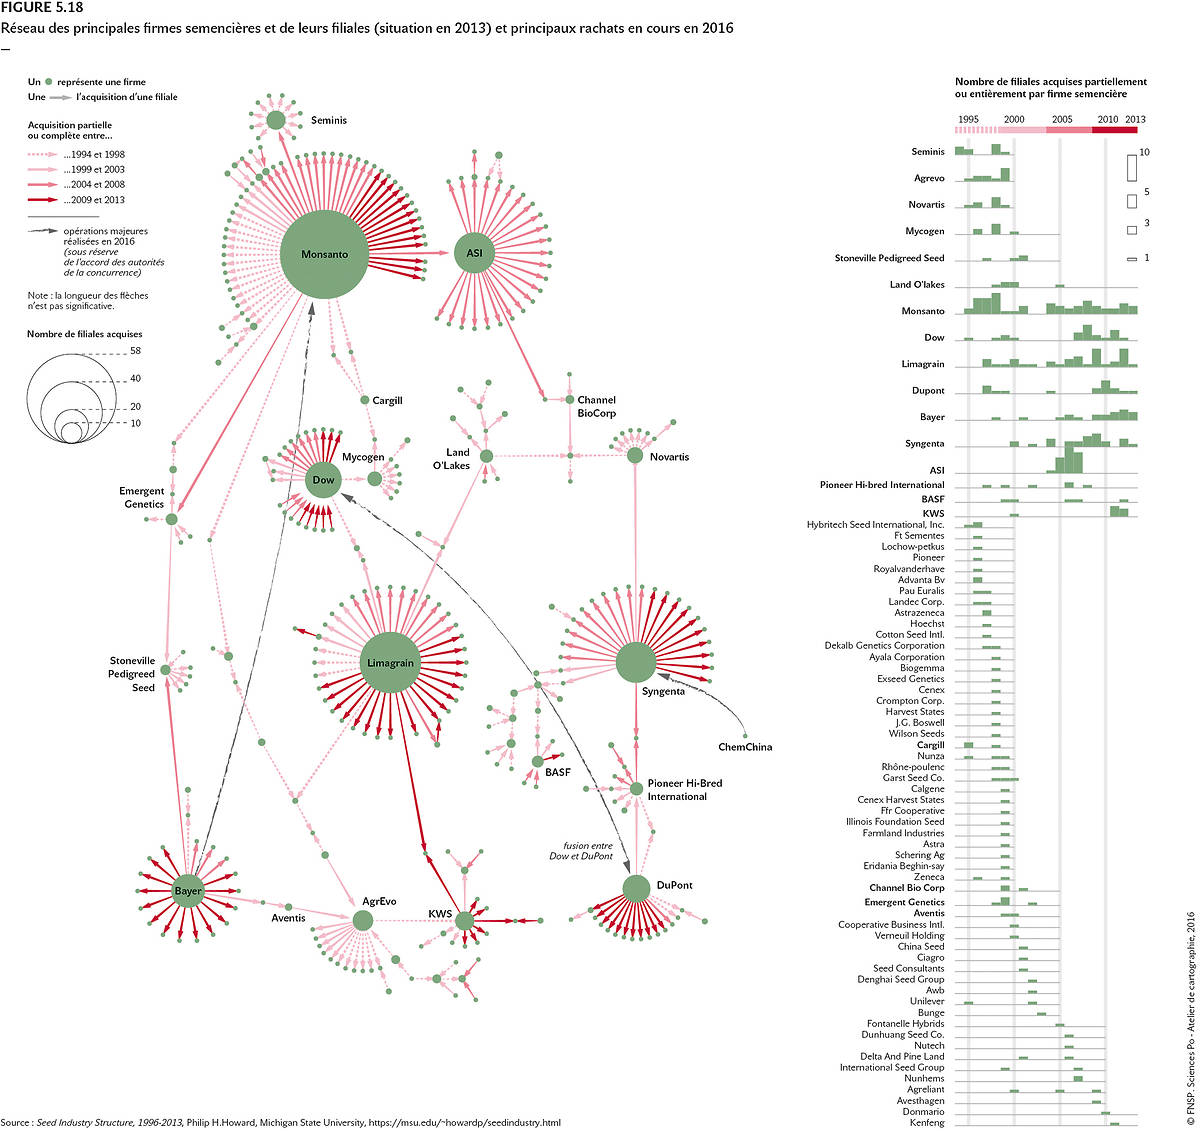 FIGURE 5.18
Réseau des principales firmes semencières et de leurs filiales (situation en 2013) et principaux rachats en cours en 2016
Un représente une firme
Une l'acquisition d'une filiale
Acquisition partielle
ou complète entre...
...1994 et 1998
...1999 et 2003
...2004 et 2008
...2009 et 2013
opérations majeures
réalisées en 2016
(sous réserve
de l'accord des autorités
de la concurrence)
Note : la longueur des flèches
n'est pas significative.
Nombre de filiales acquises
58
40
20
10
Seminis
Monsanto
ASI
Cargill
Channel
BioCorp
Mycogen
Dow
Land
O'Lakes
Novartis
Emergent
Genetics
Stoneville
Pedigreed
Seed
Limagrain
Syngenta
ChemChina
BASF
Pioneer Hi-Bred
International
fusion entre
Dow et DuPont
Bayer
Aventis
AgrEvo
KWS
DuPont
Nombre de filiales acquises partiellement
ou entièrement par firme semencière
1995 2000 2005 2010 2013
10
5
3
1
Seminis
Agrevo
Novartis
Mycogen
Stoneville Pedigreed Seed
Land O'lakes
Monsanto
Dow
Limagrain
Dupont
Bayer
Syngenta
ASI
Pioneer Hi-bred International
BASF
KWS
Hybritech Seed International, Inc.
Ft Sementes
Lochow-petkus
Pioneer
Royalvanderhave
Advanta Bv
Pau Euralis
Landec Corp.
Astrazeneca
Hoechst
Cotton Seed Intl.
Dekalb Genetics Corporation
Ayala Corporation
Biogemma
Exseed Genetics
Cenex
Crompton Corp.
Harvest States
J.G. Boswell
Wilson Seeds
Cargill
Nunza
Rhône-poulenc
Garst Seed Co.
Calgene
Cenex Harvest States
Ffr Cooperative
Illinois Foundation Seed
Farmland Industries
Astra
Schering Ag
Eridania Beghin-say
Zeneca
Channel Bio Corp
Emergent Genetics
Aventis
Cooperative Business Intl.
Verneuil Holding
China Seed
Ciagro
Seed Consultants
Denghai Seed Group
Awb
Unilever
Bunge
Fontanelle Hybrids
Dunhuang Seed Co.
Nutech
Delta And Pine Land
International Seed Group
Nunhems
Agreliant
Avesthagen
Donmario
Kenfeng
Source : Seed Industry Structure, 1996-2013, Philip H.Howard, Michigan State University, https://msu.edu/~howardp/seedindustry.html
© FNSP. Sciences Po - Atelier de cartographie, 2016